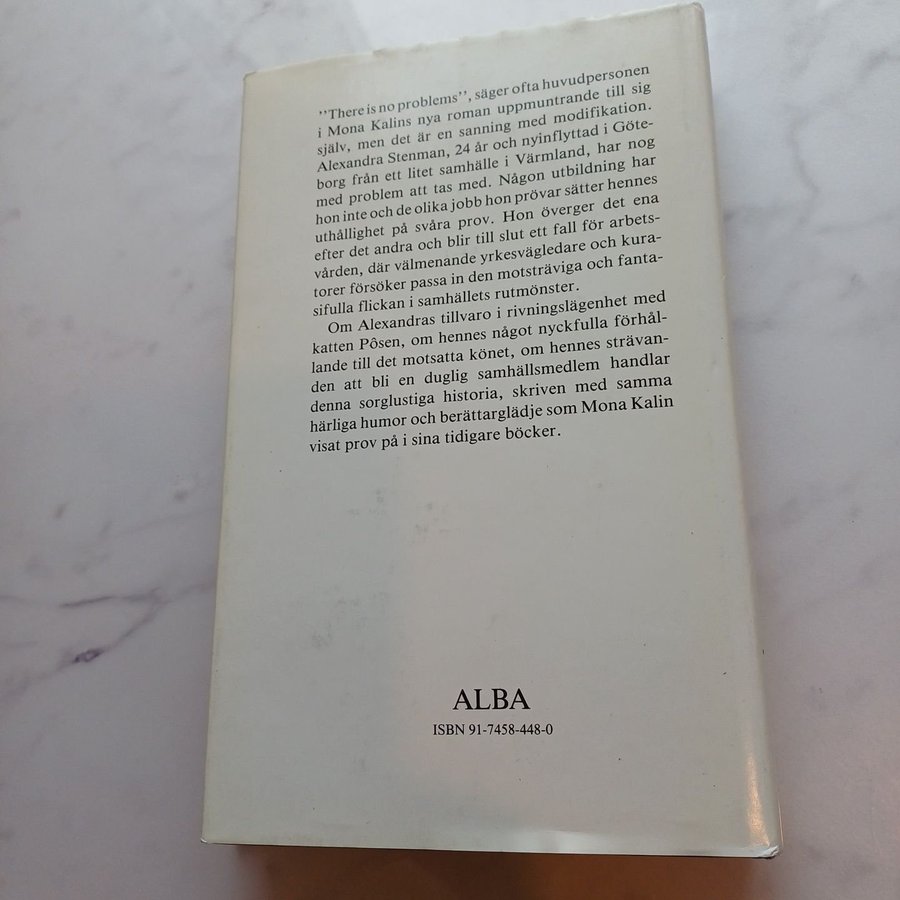 ”There is no problems”, säger ofta huvudpersonen
i Mona Kalins nya roman uppmuntrande till sig
själv, men det är en sanning med modifikation.
Alexandra Stenman, 24 år och nyinflyttad i Göte-
borg från ett litet samhälle i Värmland, har nog
med problem att tas med. Någon utbildning har
hon inte och de olika jobb hon prövar sätter hennes
uthållighet på svåra prov. Hon överger det ena
efter det andra och blir till slut ett fall för arbets-
vården, där välmenande yrkesvägledare och kura-
torer försöker passa in den motsträviga och fanta-
sifulla flickan i samhällets rutmönster.
Om Alexandras tillvaro i rivningslägenhet med
katten Pôsen, om hennes något nyckfulla förhål-
lande till det motsatta könet, om hennes strävan-
den att bli en duglig samhällsmedlem handlar
denna sorglustiga historia, skriven med samma
härliga humor och berättarglädje som Mona Kalin
visat prov på i sina tidigare böcker.
ALBA
ISBN 91-7458-448-0